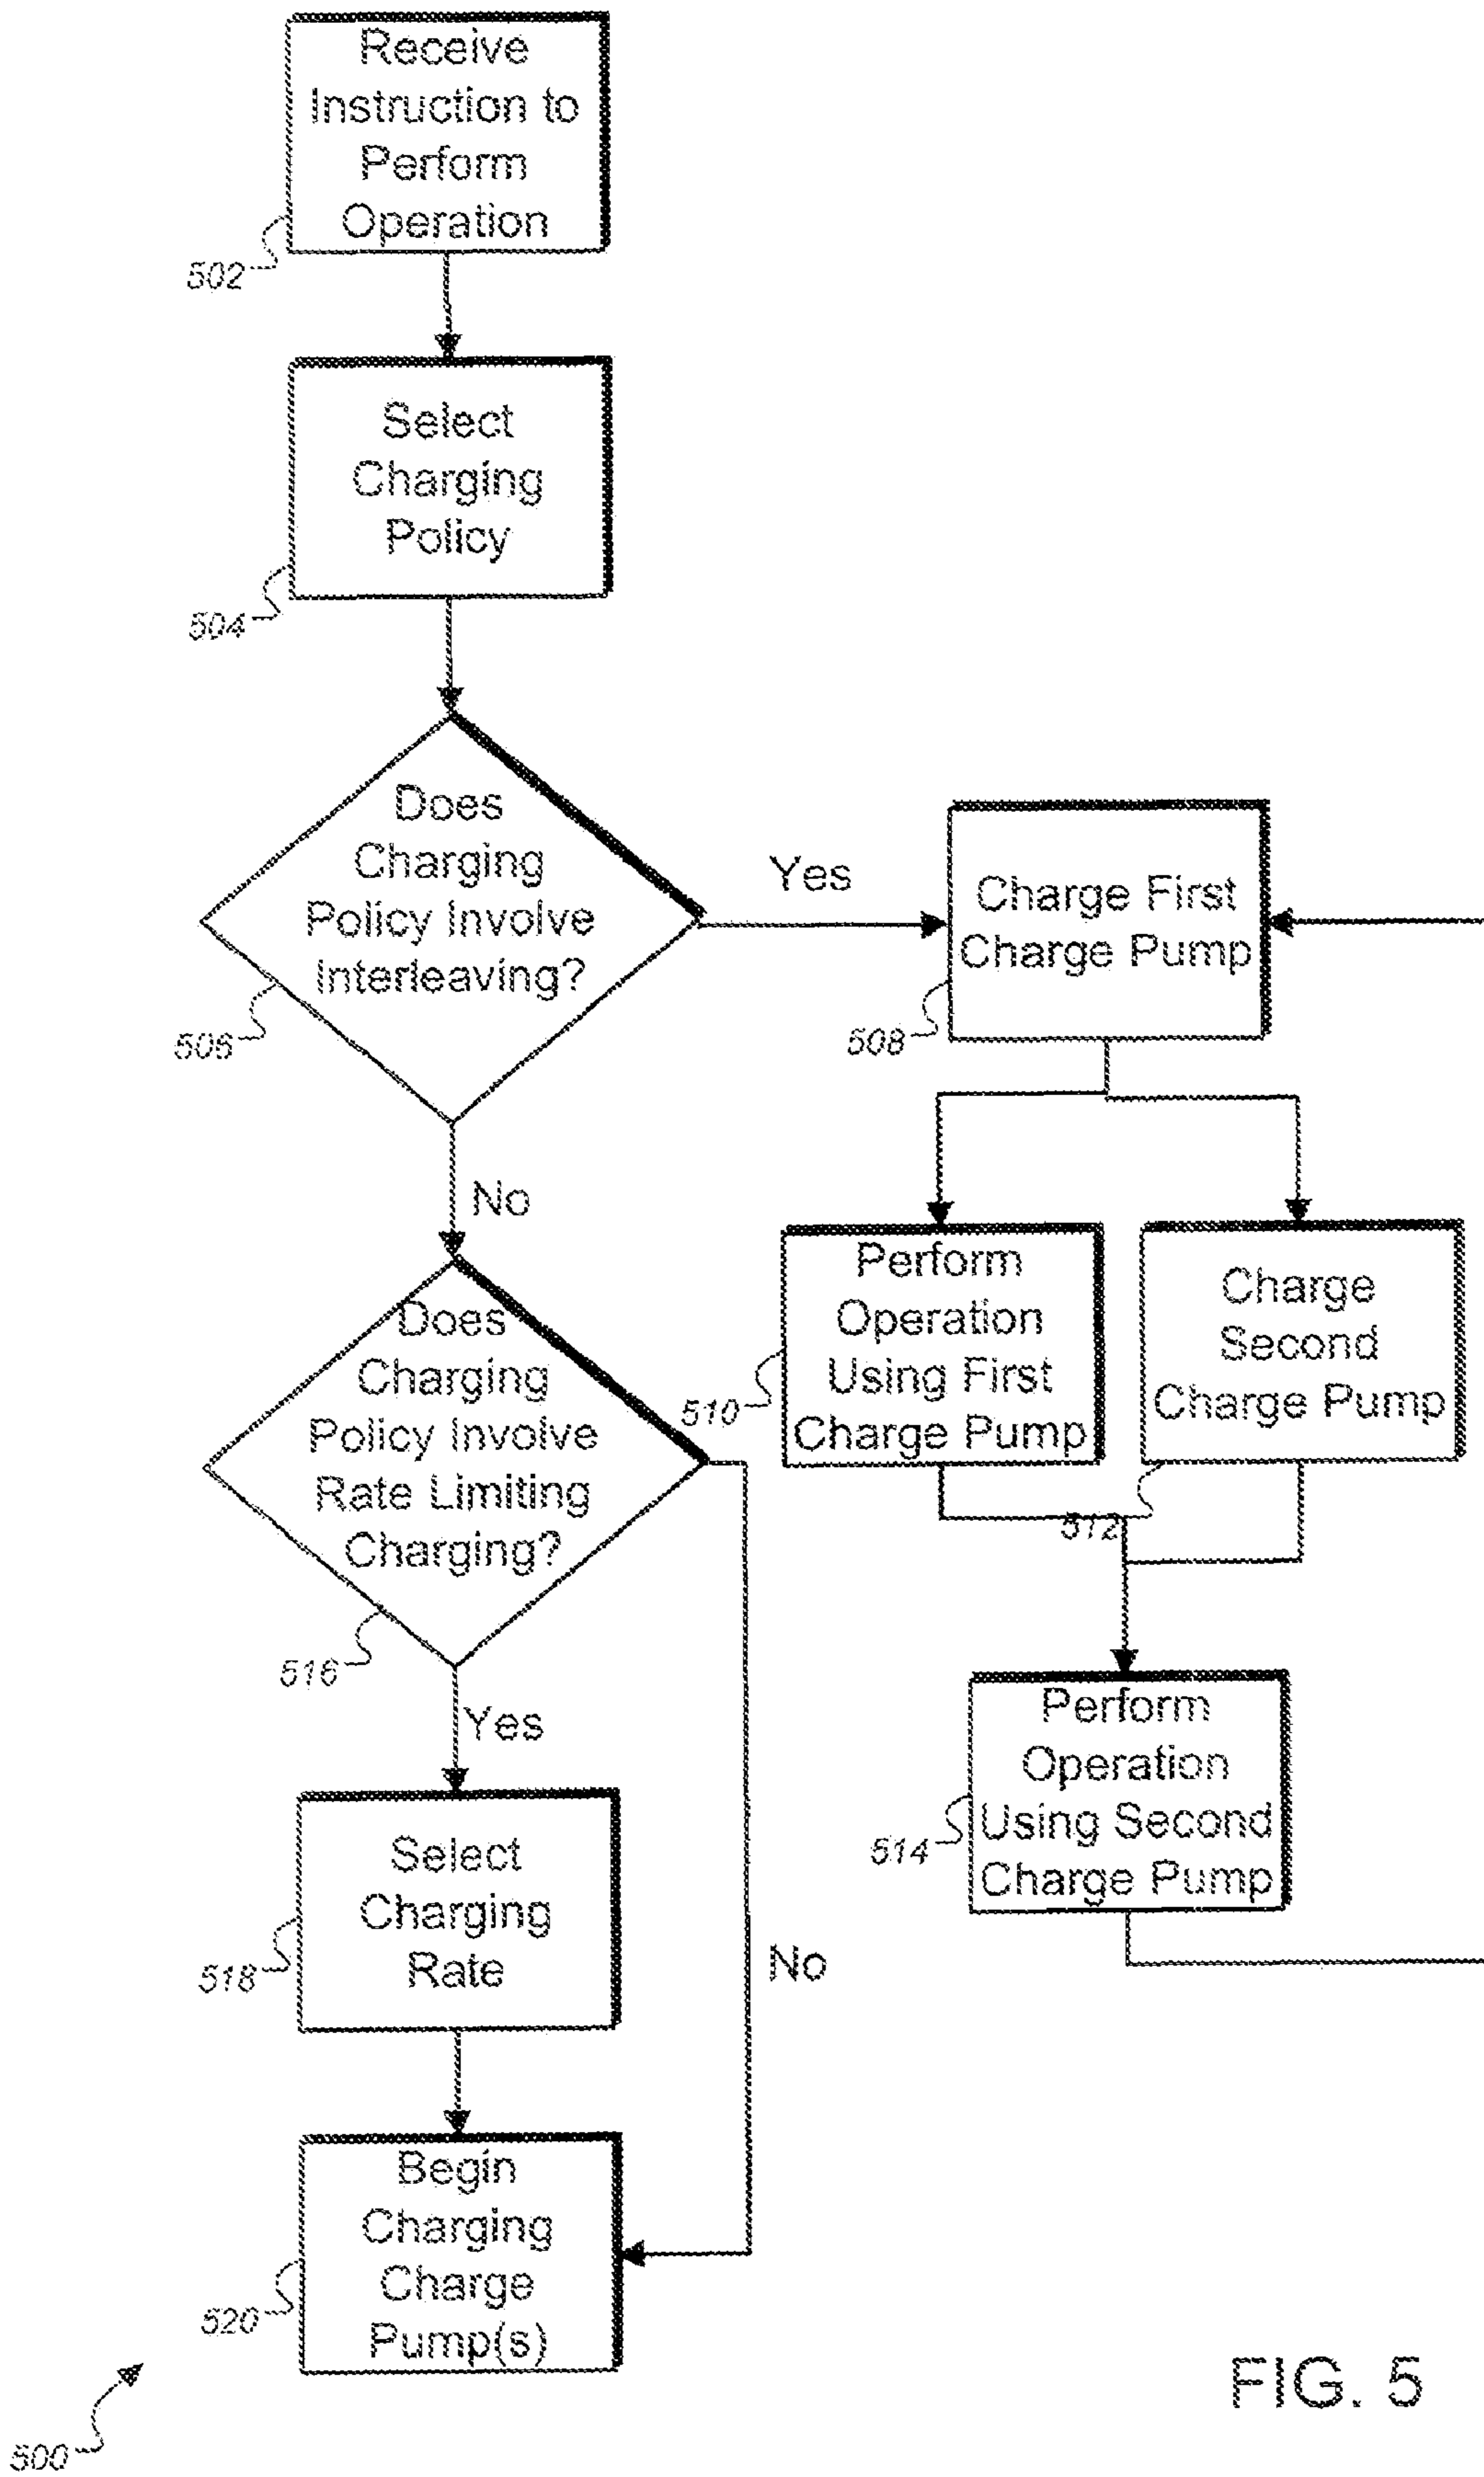 Receive
Instruction to
Perform
Operation
502
Select
Charging
Policy
504
Does
Charging
Policy Involve
Interleaving?
506
Yes
Charge First
Charge Pump
508
No
Perform
Operation
Using First
Charge Pump
510
Charge
Second
Charge Pump
512
Does
Charging
Policy Involve
Rate Limiting
Charging?
516
Yes
No
Perform
Operation
Using Second
Charge Pump
514
Select
Charging
Rate
518
Begin
Charging
Charge
Pump(s)
520
500
FIG. 5